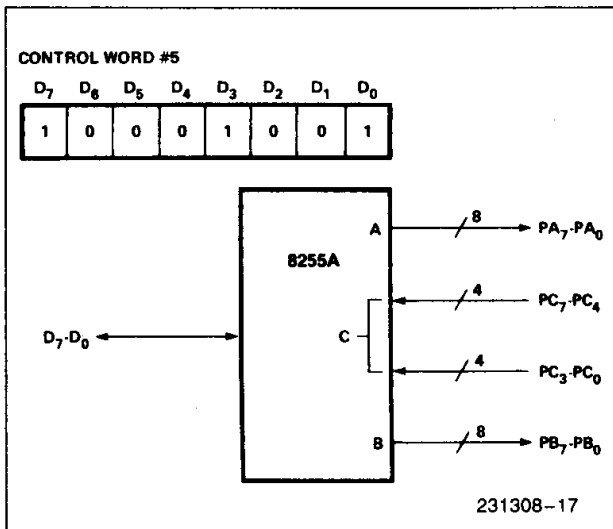 CONTROL WORD #5
D7 D6 D5 D4 D3 D2 D1 D0
1 0 0 0 1 0 0 1
8255A
A
8
PA7-PA0
4
PC7-PC4
D7-D0
C
4
PC3-PC0
B
8
PB7-PB0
231308-17